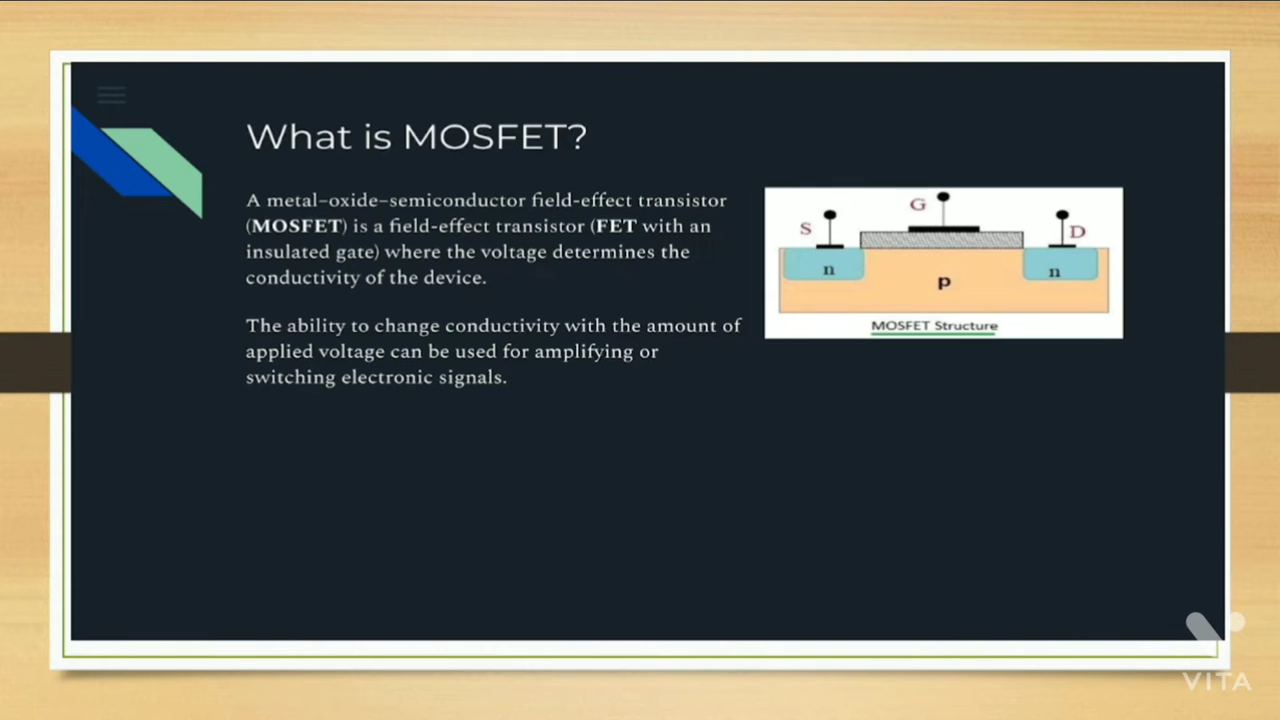 What is MOSFET?
A metal–oxide–semiconductor field-effect transistor
(MOSFET) is a field-effect transistor (FET with an
insulated gate) where the voltage determines the
conductivity of the device.
The ability to change conductivity with the amount of
applied voltage can be used for amplifying or
switching electronic signals.
G
S
D
n
n
p
MOSFET Structure
VITA